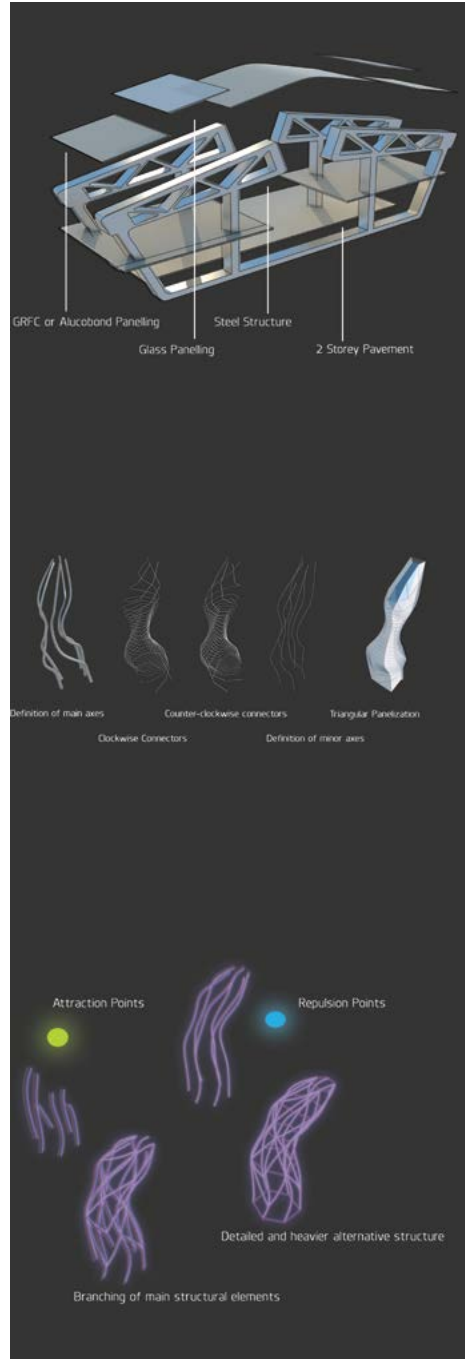 GRFC or Alucobond Panelling
Steel Structure
Glass Panelling
2 Storey Pavement
Definition of main axes
Counter-clockwise connectors
Triangular Panelization
Clockwise Connectors
Definition of minor axes
Attraction Points
Repulsion Points
Detailed and heavier alternative structure
Branching of main structural elements